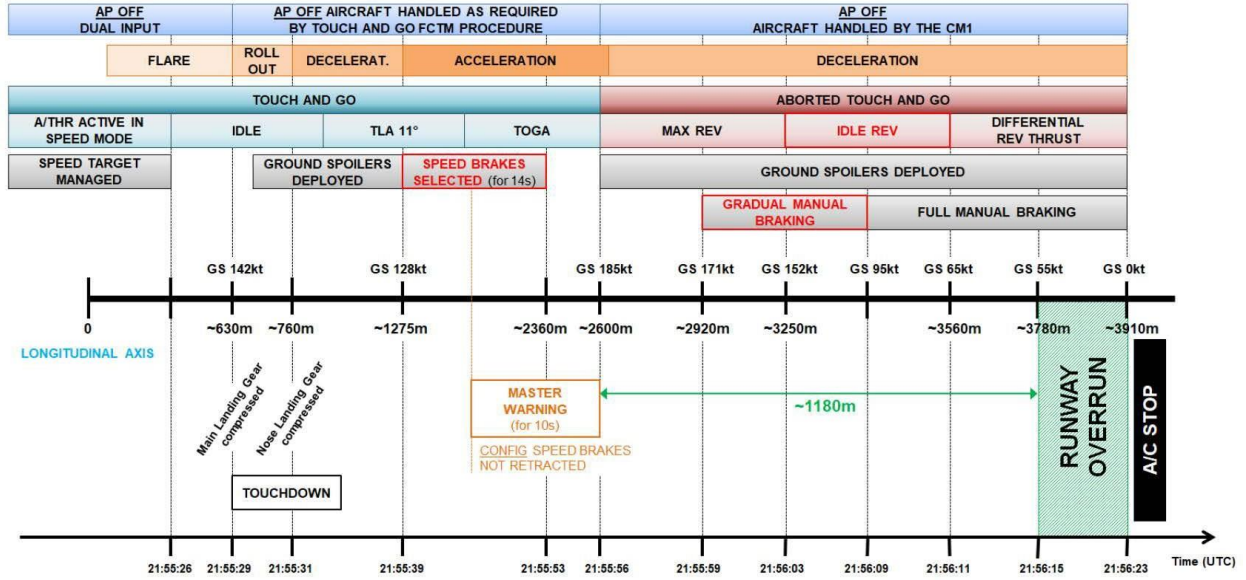 AP OFF
DUAL INPUT
AP OFF AIRCRAFT HANDLED AS REQUIRED
BY TOUCH AND GO FCTM PROCEDURE
AP OFF
AIRCRAFT HANDLED BY THE CM1
FLARE
ROLL
OUT
DECELERAT.
ACCELERATION
DECELERATION
TOUCH AND GO
ABORTED TOUCH AND GO
A/THR ACTIVE IN
SPEED MODE
IDLE
TLA 11°
TOGA
MAX REV
IDLE REV
DIFFERENTIAL
REV THRUST
SPEED TARGET
MANAGED
GROUND SPOILERS
DEPLOYED
SPEED BRAKES
SELECTED (for 14s)
GROUND SPOILERS DEPLOYED
GRADUAL MANUAL
BRAKING
FULL MANUAL BRAKING
GS 142kt
GS 128kt
GS 185kt
GS 171kt
GS 152kt
GS 95kt
GS 65kt
GS 55kt
GS 0kt
0
~630m
~760m
~1275m
~2360m
~2600m
~2920m
~3250m
~3560m
~3780m
~3910m
LONGITUDINAL AXIS
Main Landing Gear
compressed
Nose Landing Gear
compressed
MASTER
WARNING
(for 10s)
~1180m
CONFIG SPEED BRAKES
NOT RETRACTED
RUNWAY
OVERRUN
A/C STOP
TOUCHDOWN
21:55:26
21:55:29
21:55:31
21:55:39
21:55:53
21:55:56
21:55:59
21:56:03
21:56:09
21:56:11
21:56:15
21:56:23
Time (UTC)